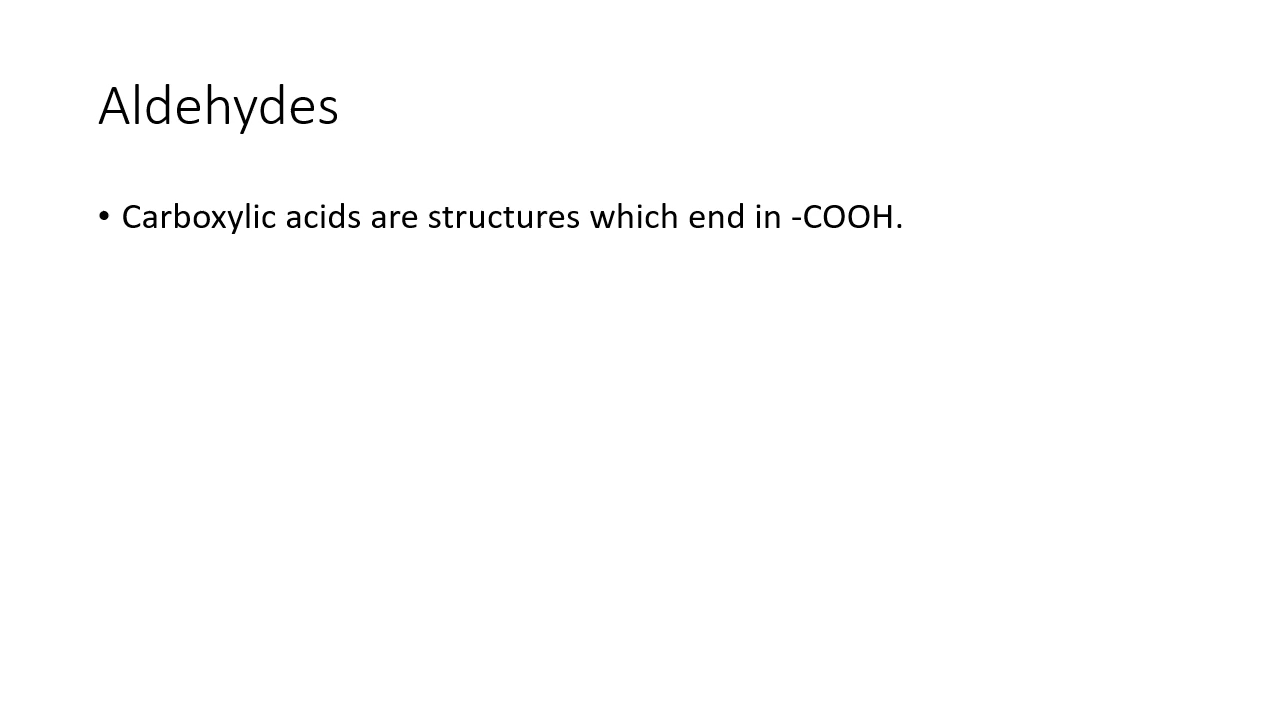 Aldehydes
• Carboxylic acids are structures which end in -COOH.